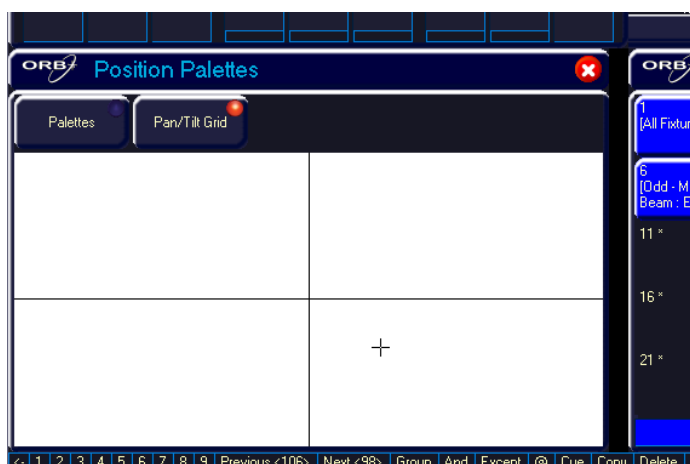 ORB Position Palettes
ORB
Palettes
Pan/Tilt Grid
1
[All Fixtur
6
[Odd - M
Beam : E
11 *
16 *
21 *
<- 1 2 3 4 5 6 7 8 9 Previous <106> Next <98> Group And Except @ Cue Copy Delete